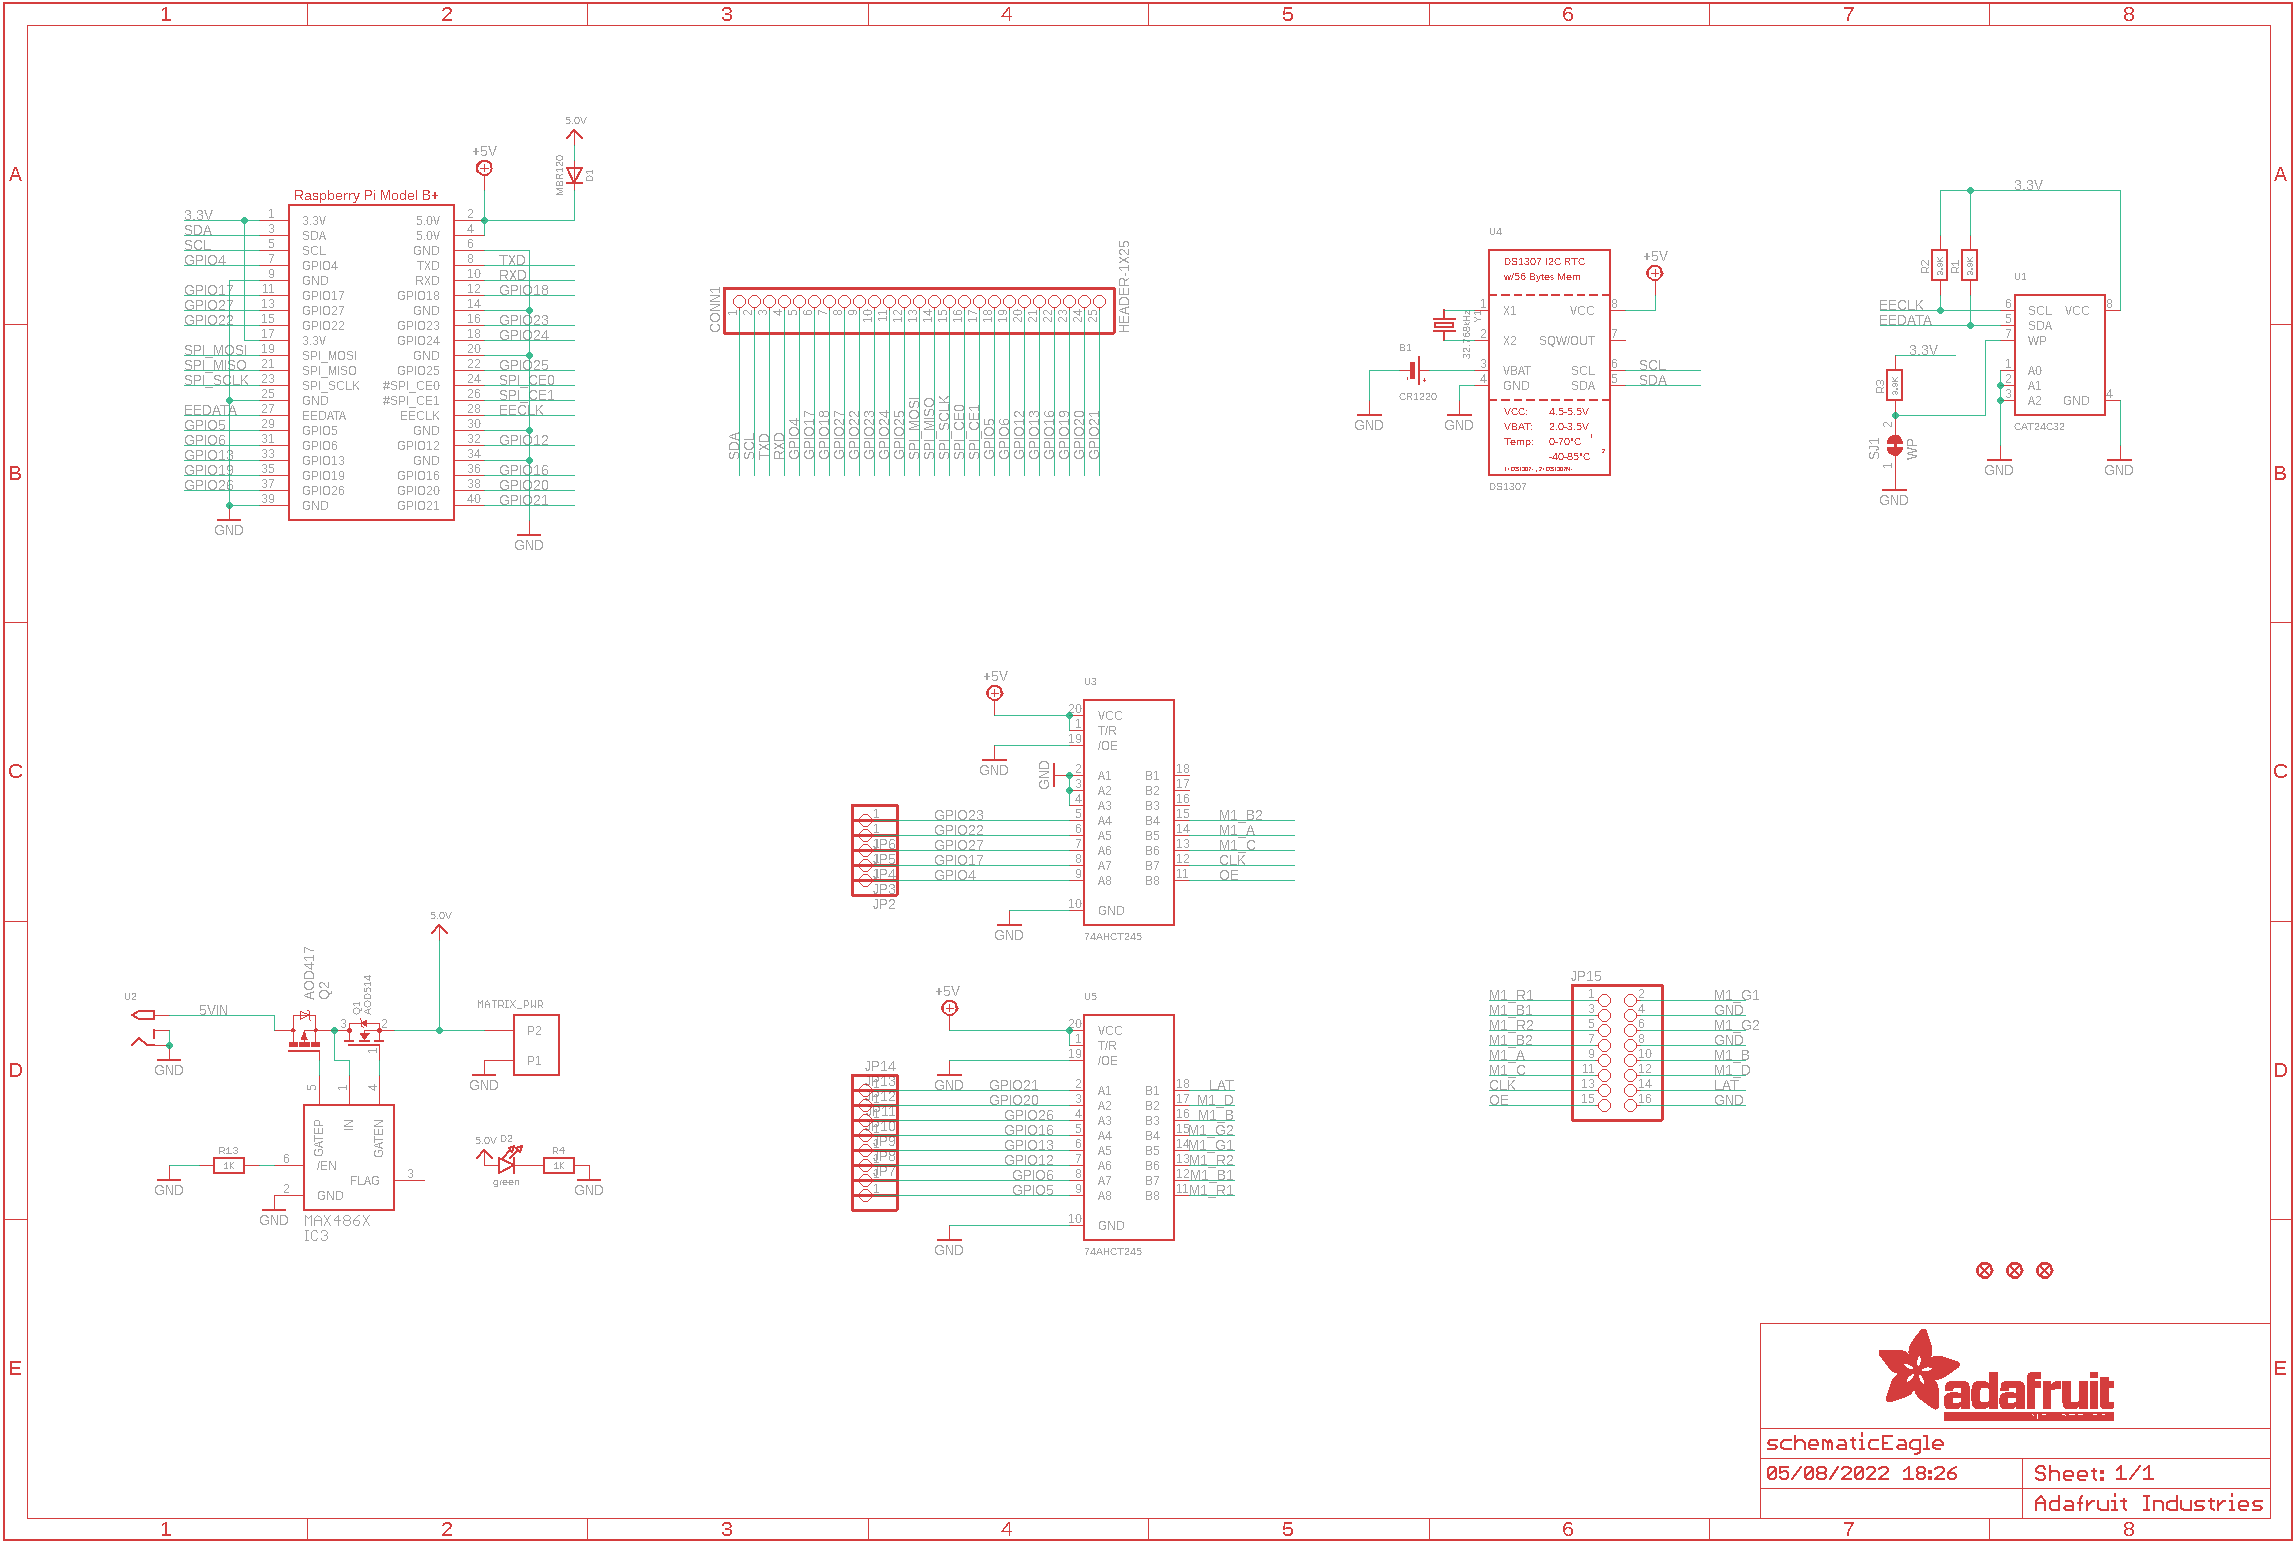 1 2 3 4 5 6 7 8
A
B
C
D
E
A
B
C
D
E
1 2 3 4 5 6 7 8
5.0V
+5V
MBR120
D1
Raspberry Pi Model B+
3.3V 1 3.3V 5.0V 2
SDA 3 SDA 5.0V 4
SCL 5 SCL GND 6
GPIO4 7 GPIO4 TXD 8 TXD
9 GND RXD 10 RXD
GPIO17 11 GPIO17 GPIO18 12 GPIO18
GPIO27 13 GPIO27 GND 14
GPIO22 15 GPIO22 GPIO23 16 GPIO23
17 3.3V GPIO24 18 GPIO24
SPI_MOSI 19 SPI_MOSI GND 20
SPI_MISO 21 SPI_MISO GPIO25 22 GPIO25
SPI_SCLK 23 SPI_SCLK #SPI_CE0 24 SPI_CE0
25 GND #SPI_CE1 26 SPI_CE1
EEDATA 27 EEDATA EECLK 28 EECLK
GPIO5 29 GPIO5 GND 30
GPIO6 31 GPIO6 GPIO12 32 GPIO12
GPIO13 33 GPIO13 GND 34
GPIO19 35 GPIO19 GPIO16 36 GPIO16
GPIO26 37 GPIO26 GPIO20 38 GPIO20
39 GND GPIO21 40 GPIO21
GND
GND
CONN1
HEADER-1X25
1 2 3 4 5 6 7 8 9 10 11 12 13 14 15 16 17 18 19 20 21 22 23 24 25
SDA SCL TXD RXD GPIO4 GPIO17 GPIO18 GPIO27 GPIO22 GPIO23 GPIO24 GPIO25 SPI_MOSI SPI_MISO SPI_SCLK SPI_CE0 SPI_CE1 GPIO5 GPIO6 GPIO12 GPIO13 GPIO16 GPIO19 GPIO20 GPIO21
U4
DS1307 I2C RTC
w/56 Bytes Mem
+5V
1 X1 VCC 8
2 X2 SQW/OUT 7
3 VBAT SCL 6 SCL
4 GND SDA 5 SDA
Y1
32.768kHz
B1
CR1220
GND
GND
VCC: 4.5-5.5V
VBAT: 2.0-3.5V
Temp: 0-70°C 1
-40-85°C 2
1=DS1307-, 2=DS1307N-
DS1307
3.3V
R2 3.9K
R1 3.9K
U1
EECLK 6 SCL VCC 8
EEDATA 5 SDA
7 WP
3.3V
1 A0
2 A1
3 A2 GND 4
R3 3.9K
CAT24C32
SJ1
WP
2
1
GND
GND
GND
+5V
U3
20 VCC
1 T/R
19 /OE
GND
GND
2 A1 B1 18
3 A2 B2 17
4 A3 B3 16
1 GPIO23 5 A4 B4 15 M1_B2
1 GPIO22 6 A5 B5 14 M1_A
JP6 GPIO27 7 A6 B6 13 M1_C
JP5 GPIO17 8 A7 B7 12 CLK
JP4 GPIO4 9 A8 B8 11 OE
JP3
JP2
10 GND
GND
74AHCT245
5.0V
U2
5VIN
GND
AOD417
Q2
Q1
AOD514
3 2
1
MATRIX_PWR
P2
P1
GND
5 1 4
GATEP IN GATEN
6 /EN
FLAG 3
2 GND
R13
1K
GND
GND
MAX486X
IC3
5.0V D2
green
R4
1K
GND
+5V
U5
20 VCC
1 T/R
19 /OE
GND
JP14
JP13
JP12
JP11
JP10
JP9
JP8
JP7
1
GPIO21 2 A1 B1 18 LAT
GPIO20 3 A2 B2 17 M1_D
GPIO26 4 A3 B3 16 M1_B
GPIO16 5 A4 B4 15 M1_G2
GPIO13 6 A5 B5 14 M1_G1
GPIO12 7 A6 B6 13 M1_R2
GPIO6 8 A7 B7 12 M1_B1
GPIO5 9 A8 B8 11 M1_R1
10 GND
GND
74AHCT245
JP15
M1_R1 1 2 M1_G1
M1_B1 3 4 GND
M1_R2 5 6 M1_G2
M1_B2 7 8 GND
M1_A 9 10 M1_B
M1_C 11 12 M1_D
CLK 13 14 LAT
OE 15 16 GND
adafruit
schematicEagle
05/08/2022 18:26
Sheet: 1/1
Adafruit Industries